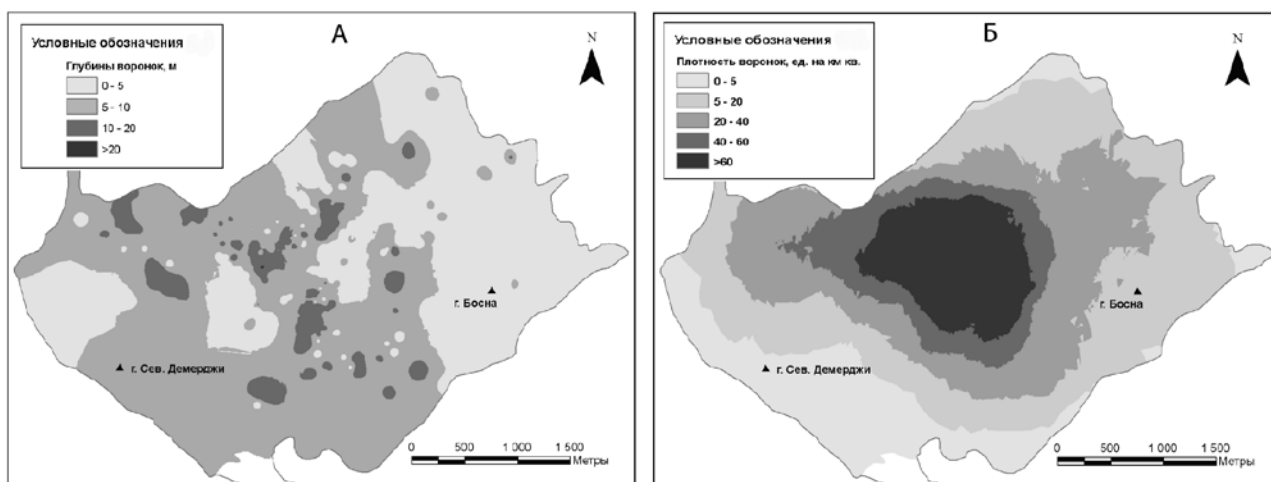 А
Условные обозначения
Глубины воронок, м
0 - 5
5 - 10
10 - 20
>20
N
г. Босна
г. Сев. Демерджи
0 500 1 000 1 500
Метры
Б
Условные обозначения
Плотность воронок, ед. на км кв.
0 - 5
5 - 20
20 - 40
40 - 60
>60
N
г. Босна
г. Сев. Демерджи
0 500 1 000 1 500
Метры